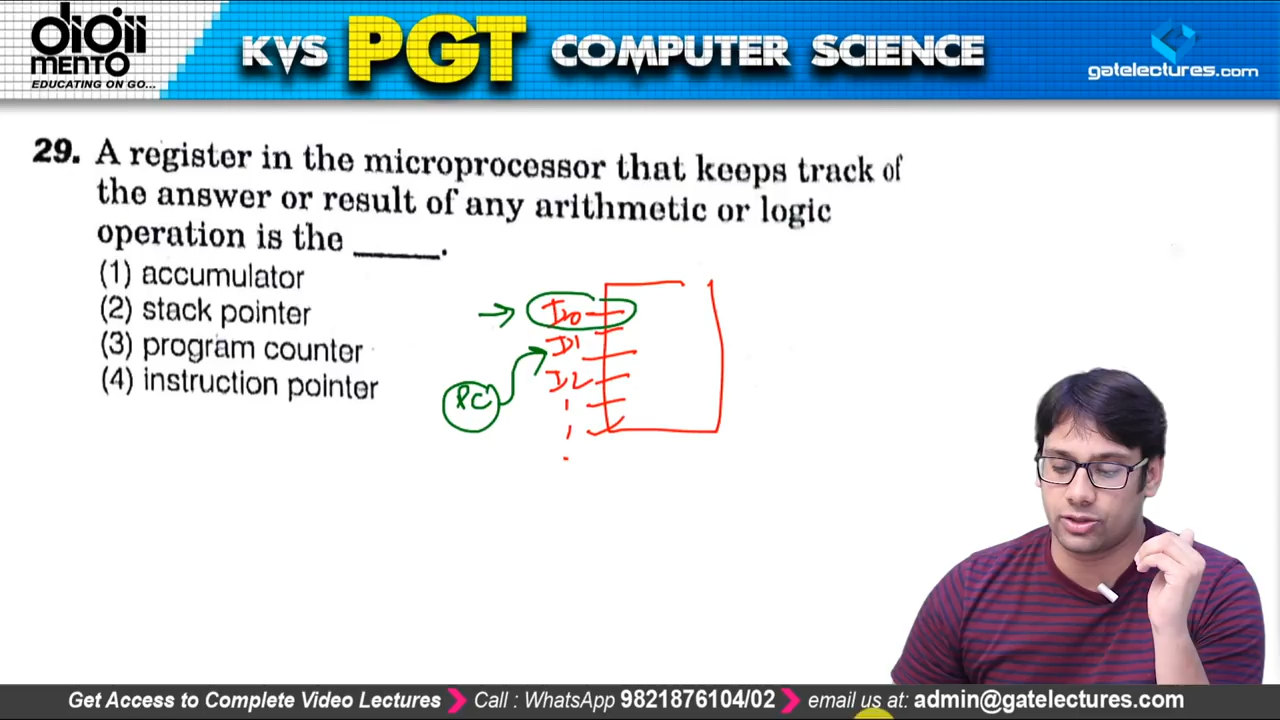 digii
MENTO
EDUCATING ON GO...
KVS PGT COMPUTER SCIENCE
gatelectures.com
29. A register in the microprocessor that keeps track of
the answer or result of any arithmetic or logic
operation is the _____.
(1) accumulator
(2) stack pointer
(3) program counter
(4) instruction pointer
I0
I1
I2
PC
Get Access to Complete Video Lectures Call : WhatsApp 9821876104/02 email us at: admin@gatelectures.com